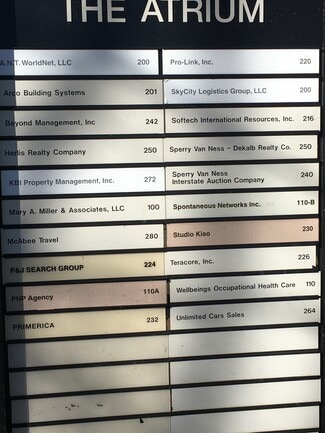 THE ATRIUM
A.N.T. WorldNet, LLC 200
Arco Building Systems 201
Beyond Management, Inc 242
Herlis Realty Company 250
KBI Property Management, Inc. 272
Mary A. Miller & Associates, LLC 100
McAbee Travel 280
P&J SEARCH GROUP 224
PHP Agency 110A
PRIMERICA 232
Pro-Link, Inc. 220
SkyCity Logistics Group, LLC 200
Softech International Resources, Inc. 216
Sperry Van Ness - Dekalb Realty Co. 250
Sperry Van Ness
Interstate Auction Company 240
Spontaneous Networks Inc. 110-B
Studio Kiso 230
Teracore, Inc. 226
Wellbeings Occupational Health Care 110
Unlimited Cars Sales 264